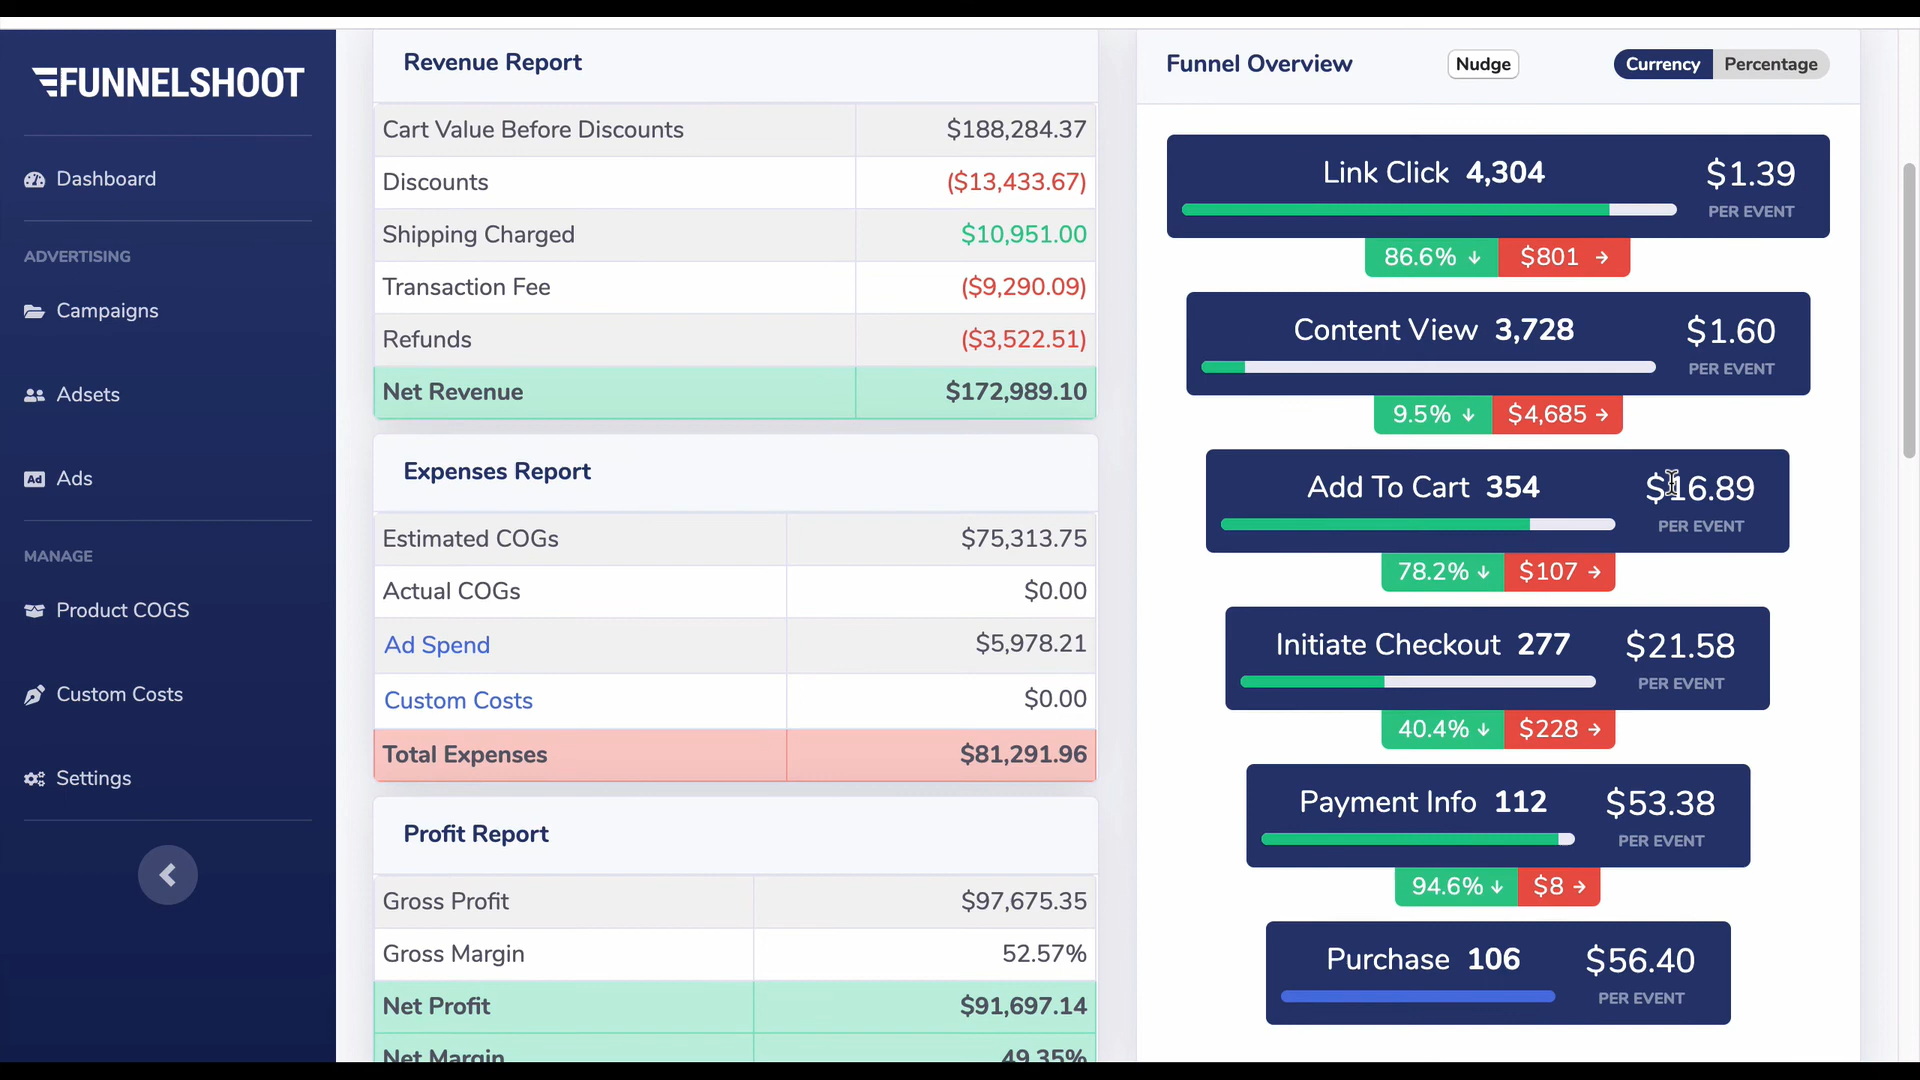 FUNNELSHOOT
Dashboard
ADVERTISING
Campaigns
Adsets
Ad Ads
MANAGE
Product COGS
Custom Costs
Settings
Revenue Report
Cart Value Before Discounts $188,284.37
Discounts ($13,433.67)
Shipping Charged $10,951.00
Transaction Fee ($9,290.09)
Refunds ($3,522.51)
Net Revenue $172,989.10
Expenses Report
Estimated COGs $75,313.75
Actual COGs $0.00
Ad Spend $5,978.21
Custom Costs $0.00
Total Expenses $81,291.96
Profit Report
Gross Profit $97,675.35
Gross Margin 52.57%
Net Profit $91,697.14
Net Margin 49.35%
Funnel Overview Nudge Currency Percentage
Link Click 4,304 $1.39
PER EVENT
86.6% ↓ $801 →
Content View 3,728 $1.60
PER EVENT
9.5% ↓ $4,685 →
Add To Cart 354 $16.89
PER EVENT
78.2% ↓ $107 →
Initiate Checkout 277 $21.58
PER EVENT
40.4% ↓ $228 →
Payment Info 112 $53.38
PER EVENT
94.6% ↓ $8 →
Purchase 106 $56.40
PER EVENT